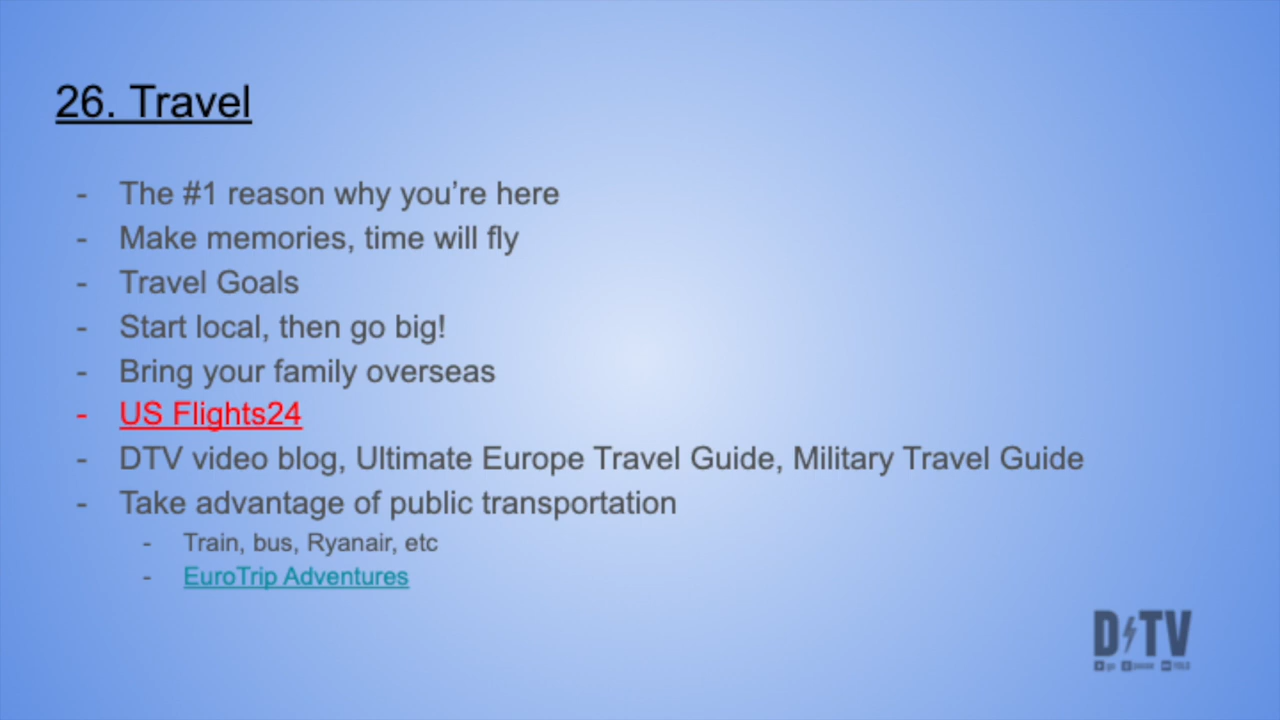 26. Travel
- The #1 reason why you're here
- Make memories, time will fly
- Travel Goals
- Start local, then go big!
- Bring your family overseas
- US Flights24
- DTV video blog, Ultimate Europe Travel Guide, Military Travel Guide
- Take advantage of public transportation
- Train, bus, Ryanair, etc
- EuroTrip Adventures
DTV